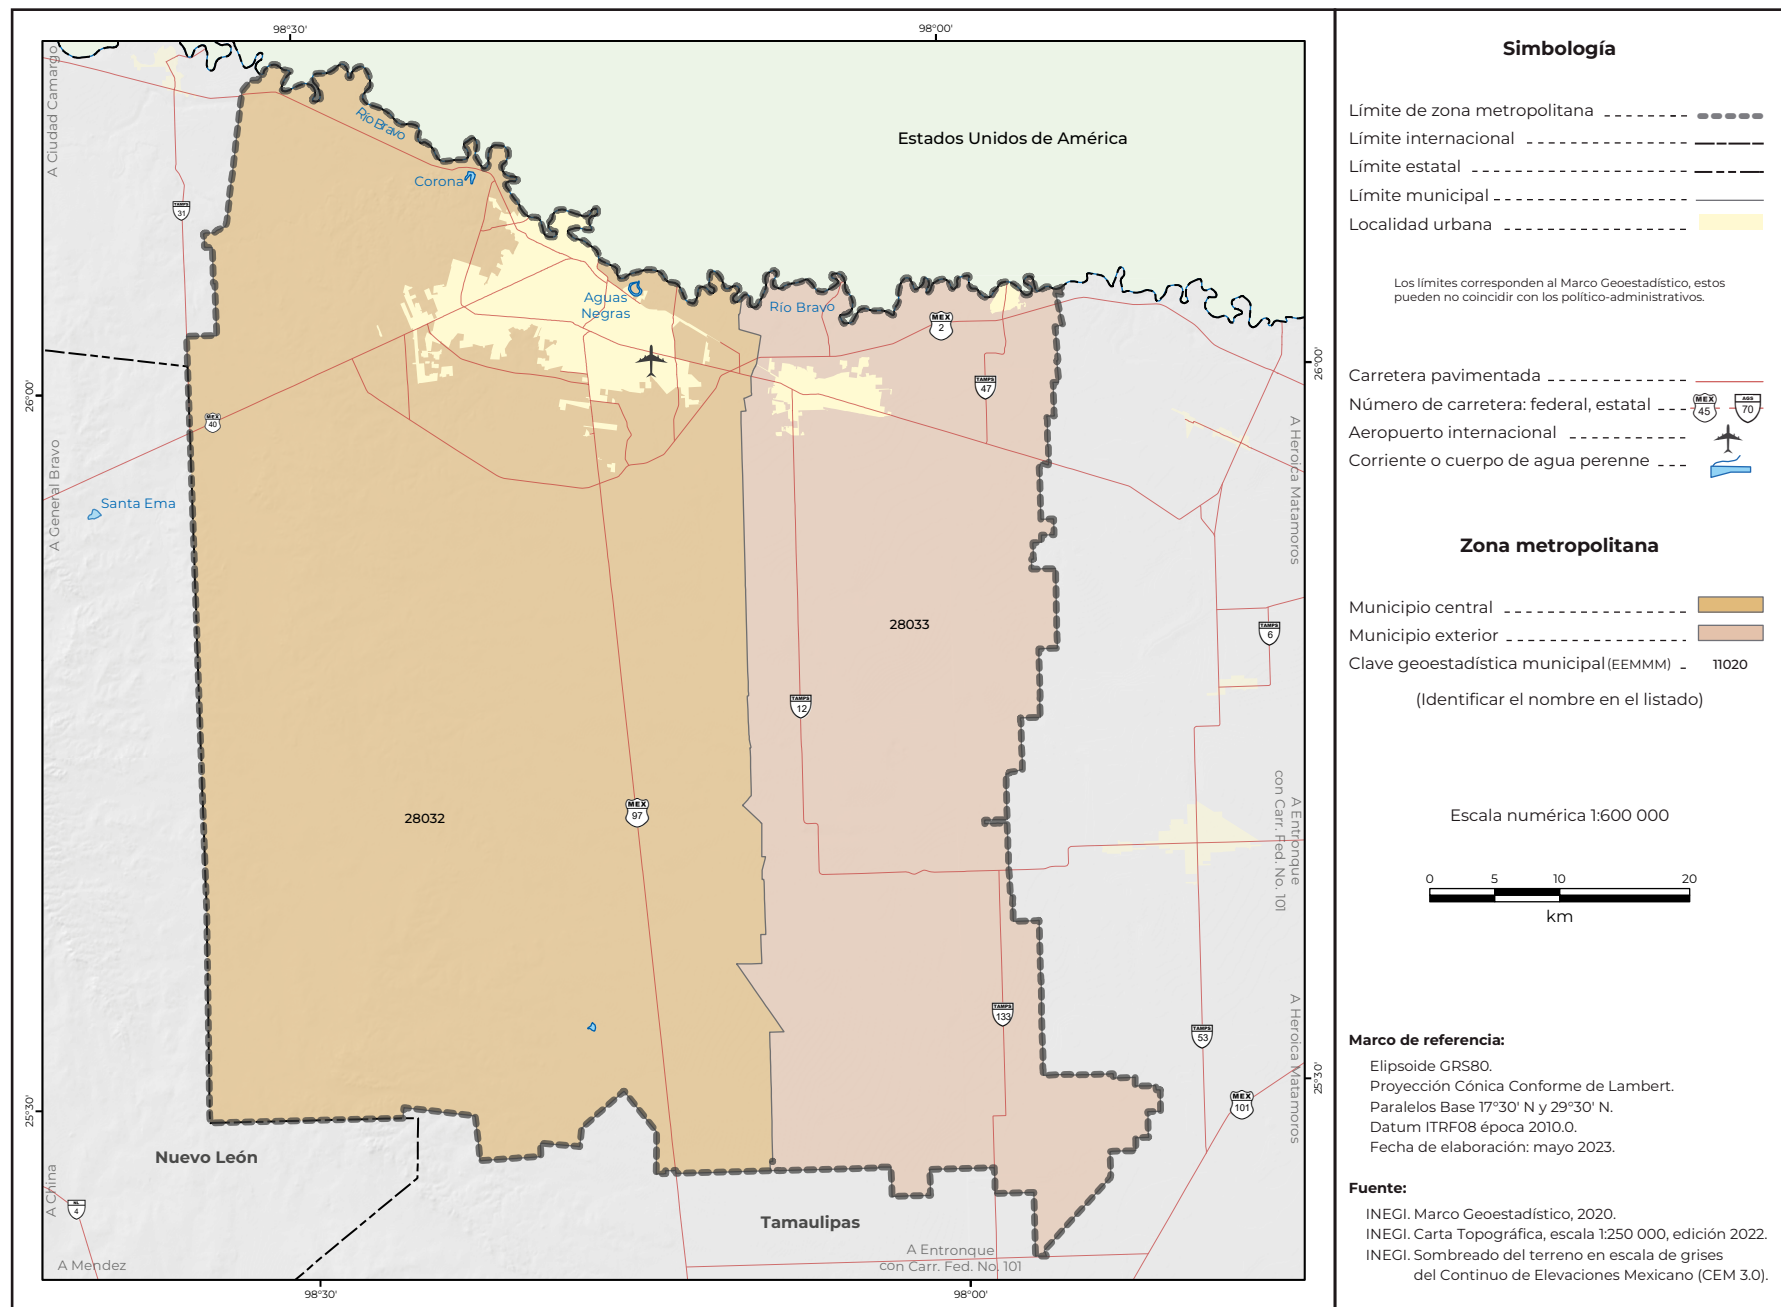 98°30'
98°00'
A Ciudad Camargo
Río Bravo
Estados Unidos de América
Corona
TAMPS
31
Aguas
Negras
Río Bravo
MEX
2
TAMPS
47
26°00'
26°00'
MEX
40
A General Bravo
A Heroica Matamoros
Santa Ema
28033
TAMPS
6
TAMPS
12
28032
MEX
97
A Entronque
con Carr. Fed. No. 101
TAMPS
133
TAMPS
53
A Heroica Matamoros
25°30'
25°30'
MEX
101
Nuevo León
A China
NL
4
Tamaulipas
A Mendez
A Entronque
con Carr. Fed. No. 101
98°30'
98°00'
Simbología
Límite de zona metropolitana
Límite internacional
Límite estatal
Límite municipal
Localidad urbana
Los límites corresponden al Marco Geoestadístico, estos
pueden no coincidir con los político-administrativos.
Carretera pavimentada
Número de carretera: federal, estatal
MEX
45
AGS
70
Aeropuerto internacional
Corriente o cuerpo de agua perenne
Zona metropolitana
Municipio central
Municipio exterior
Clave geoestadística municipal (EEMMM) 11020
(Identificar el nombre en el listado)
Escala numérica 1:600 000
0 5 10 20
km
Marco de referencia:
Elipsoide GRS80.
Proyección Cónica Conforme de Lambert.
Paralelos Base 17°30' N y 29°30' N.
Datum ITRF08 época 2010.0.
Fecha de elaboración: mayo 2023.
Fuente:
INEGI. Marco Geoestadístico, 2020.
INEGI. Carta Topográfica, escala 1:250 000, edición 2022.
INEGI. Sombreado del terreno en escala de grises
del Continuo de Elevaciones Mexicano (CEM 3.0).